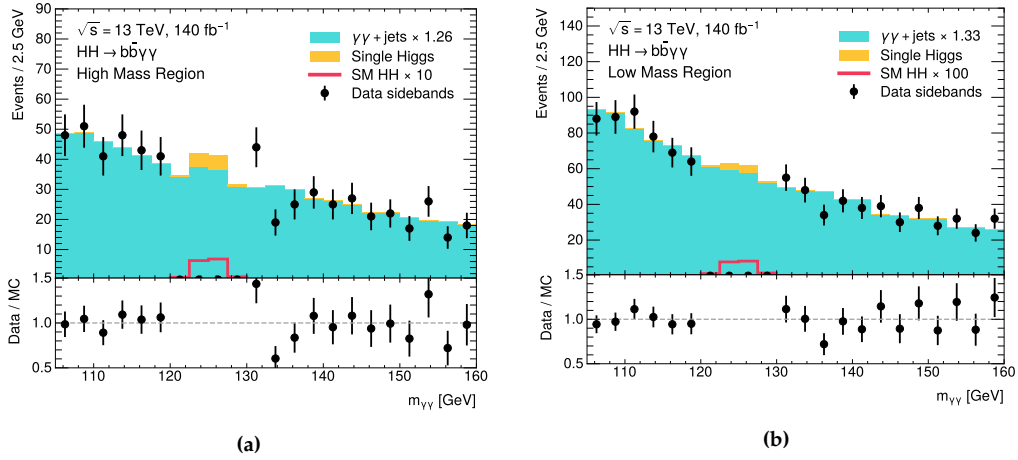 √s = 13 TeV, 140 fb⁻¹
HH → bb̄γγ
High Mass Region
γγ + jets × 1.26
Single Higgs
SM HH × 10
Data sidebands
Events / 2.5 GeV
90
80
70
60
50
40
30
20
10
Data / MC
1.5
1.0
0.5
110 120 130 140 150 160
mγγ [GeV]
(a)
√s = 13 TeV, 140 fb⁻¹
HH → bb̄γγ
Low Mass Region
γγ + jets × 1.33
Single Higgs
SM HH × 100
Data sidebands
Events / 2.5 GeV
140
120
100
80
60
40
20
Data / MC
1.5
1.0
0.5
110 120 130 140 150 160
mγγ [GeV]
(b)